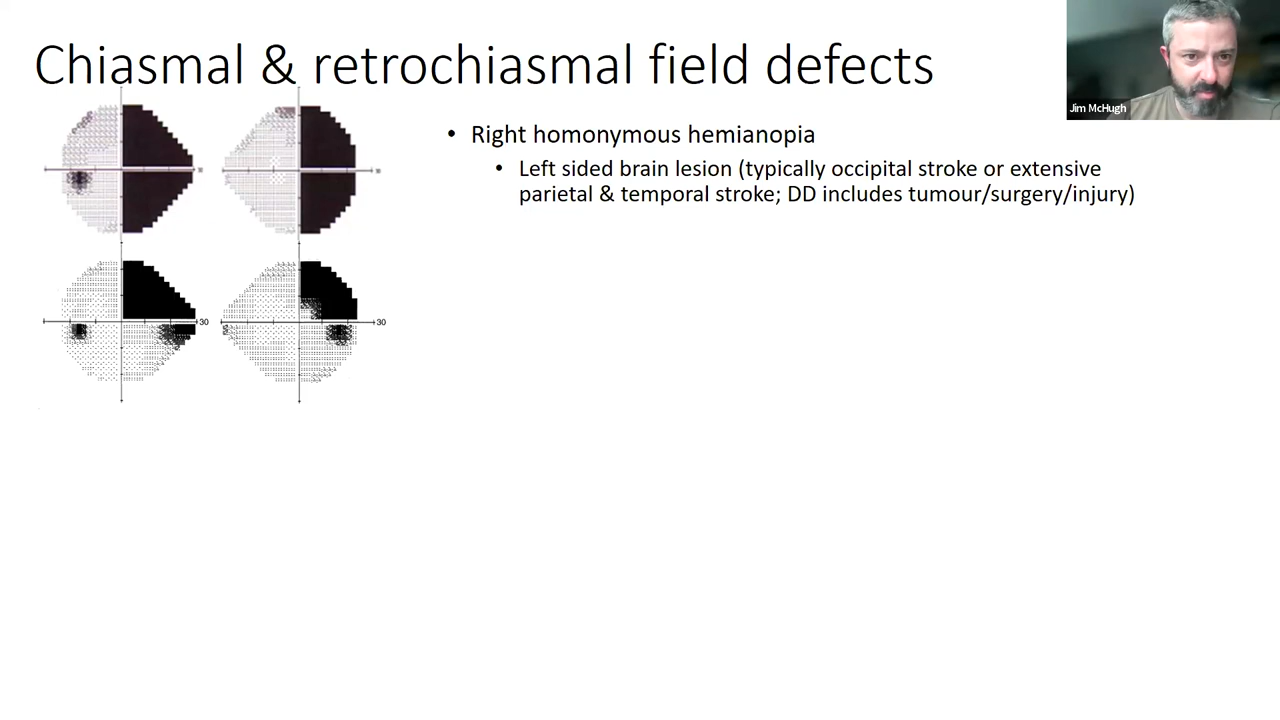 Chiasmal & retrochiasmal field defects
Jim McHugh
• Right homonymous hemianopia
• Left sided brain lesion (typically occipital stroke or extensive
parietal & temporal stroke; DD includes tumour/surgery/injury)
30
30